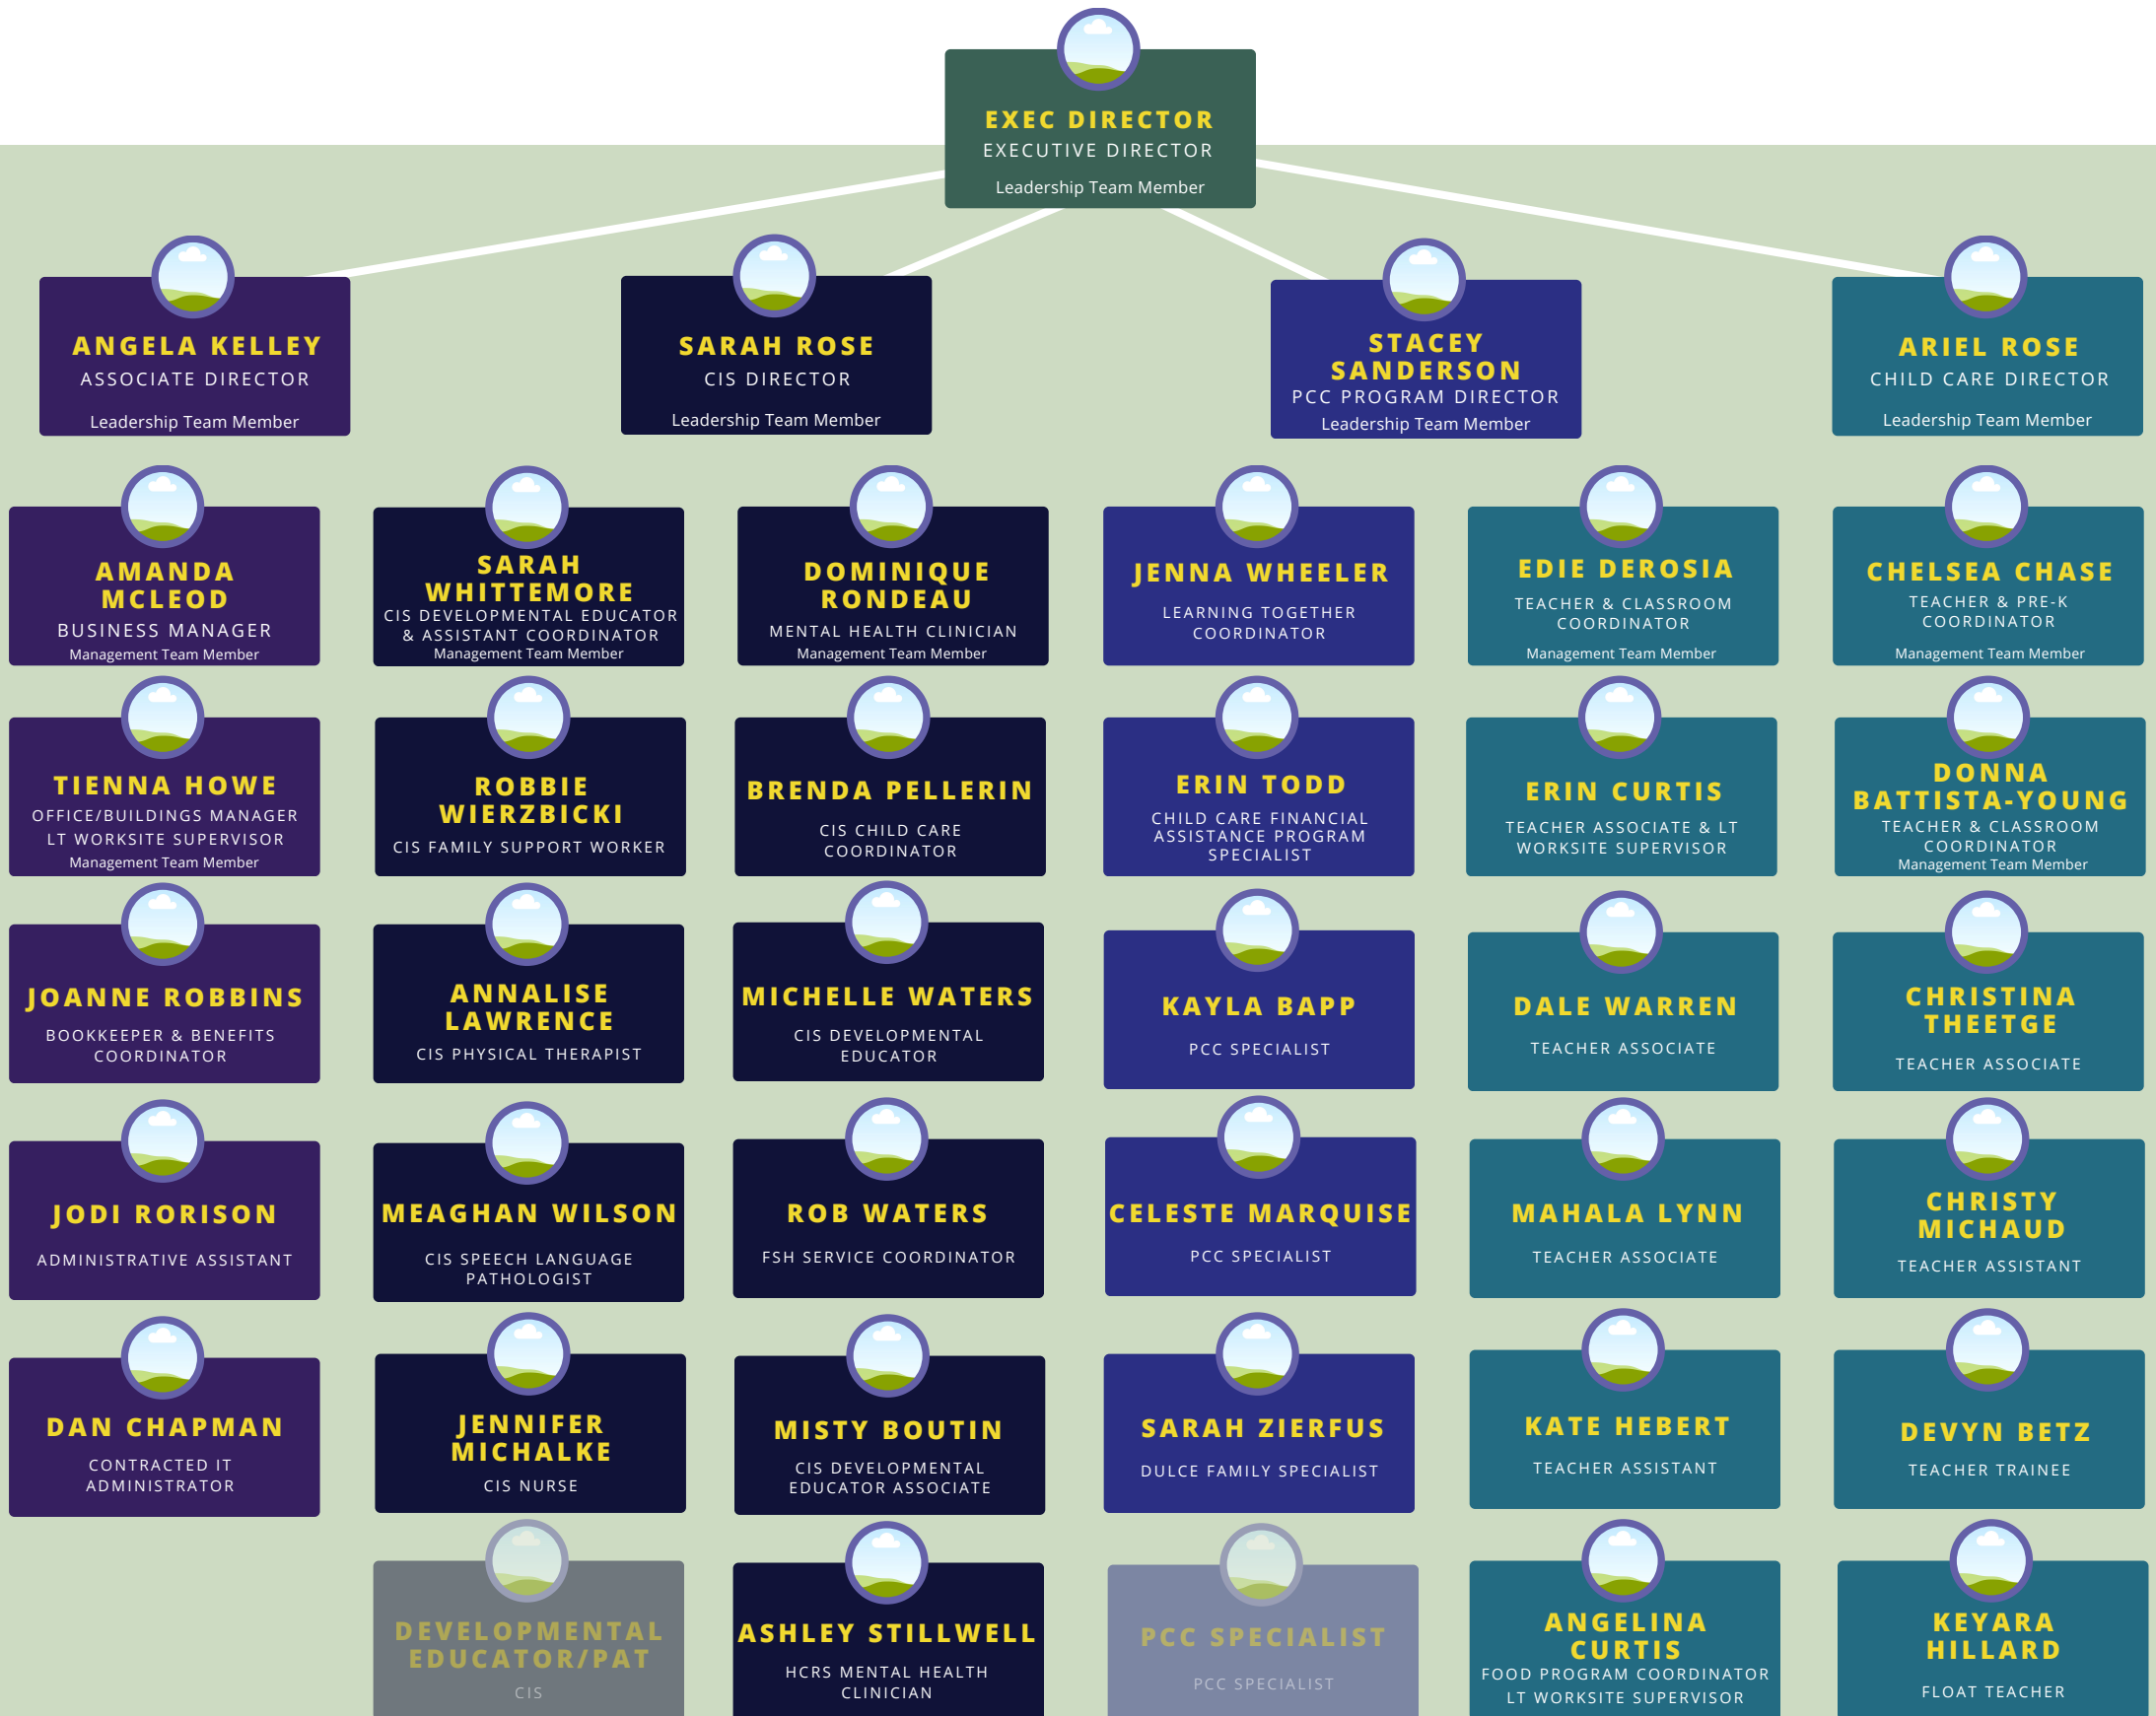 EXEC DIRECTOR
EXECUTIVE DIRECTOR
Leadership Team Member
ANGELA KELLEY
ASSOCIATE DIRECTOR
Leadership Team Member
SARAH ROSE
CIS DIRECTOR
Leadership Team Member
STACEY
SANDERSON
PCC PROGRAM DIRECTOR
Leadership Team Member
ARIEL ROSE
CHILD CARE DIRECTOR
Leadership Team Member
AMANDA
MCLEOD
BUSINESS MANAGER
Management Team Member
SARAH
WHITTEMORE
CIS DEVELOPMENTAL EDUCATOR
& ASSISTANT COORDINATOR
Management Team Member
DOMINIQUE
RONDEAU
MENTAL HEALTH CLINICIAN
Management Team Member
JENNA WHEELER
LEARNING TOGETHER
COORDINATOR
EDIE DEROSIA
TEACHER & CLASSROOM
COORDINATOR
Management Team Member
CHELSEA CHASE
TEACHER & PRE-K
COORDINATOR
Management Team Member
TIENNA HOWE
OFFICE/BUILDINGS MANAGER
LT WORKSITE SUPERVISOR
Management Team Member
ROBBIE
WIERZBICKI
CIS FAMILY SUPPORT WORKER
BRENDA PELLERIN
CIS CHILD CARE
COORDINATOR
ERIN TODD
CHILD CARE FINANCIAL
ASSISTANCE PROGRAM
SPECIALIST
ERIN CURTIS
TEACHER ASSOCIATE & LT
WORKSITE SUPERVISOR
DONNA
BATTISTA-YOUNG
TEACHER & CLASSROOM
COORDINATOR
Management Team Member
JOANNE ROBBINS
BOOKKEEPER & BENEFITS
COORDINATOR
ANNALISE
LAWRENCE
CIS PHYSICAL THERAPIST
MICHELLE WATERS
CIS DEVELOPMENTAL
EDUCATOR
KAYLA BAPP
PCC SPECIALIST
DALE WARREN
TEACHER ASSOCIATE
CHRISTINA
THEETGE
TEACHER ASSOCIATE
JODI RORISON
ADMINISTRATIVE ASSISTANT
MEAGHAN WILSON
CIS SPEECH LANGUAGE
PATHOLOGIST
ROB WATERS
FSH SERVICE COORDINATOR
CELESTE MARQUISE
PCC SPECIALIST
MAHALA LYNN
TEACHER ASSOCIATE
CHRISTY
MICHAUD
TEACHER ASSISTANT
DAN CHAPMAN
CONTRACTED IT
ADMINISTRATOR
JENNIFER
MICHALKE
CIS NURSE
MISTY BOUTIN
CIS DEVELOPMENTAL
EDUCATOR ASSOCIATE
SARAH ZIERFUS
DULCE FAMILY SPECIALIST
KATE HEBERT
TEACHER ASSISTANT
DEVYN BETZ
TEACHER TRAINEE
DEVELOPMENTAL
EDUCATOR/PAT
CIS
ASHLEY STILLWELL
HCRS MENTAL HEALTH
CLINICIAN
PCC SPECIALIST
PCC SPECIALIST
ANGELINA
CURTIS
FOOD PROGRAM COORDINATOR
LT WORKSITE SUPERVISOR
KEYARA
HILLARD
FLOAT TEACHER